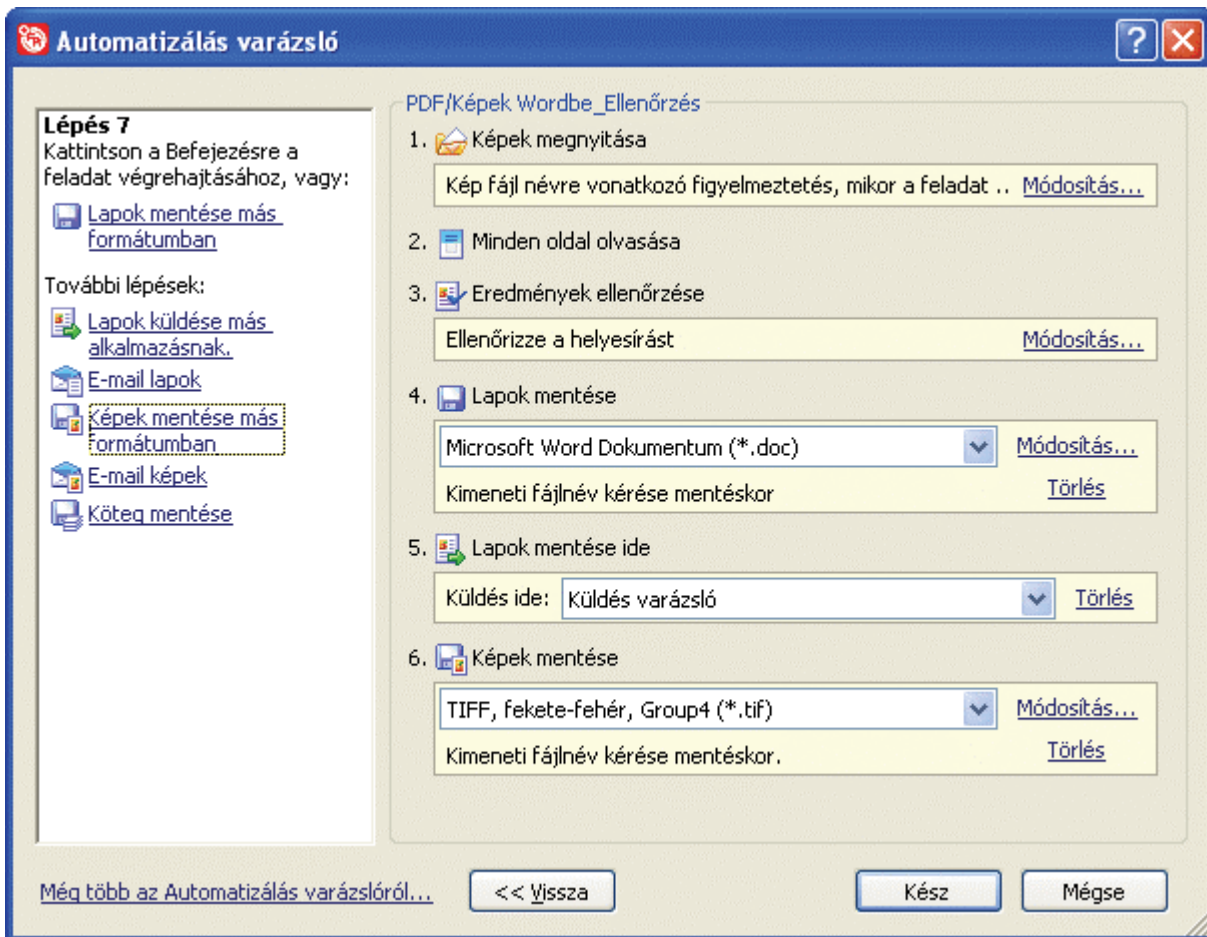 Automatizálás varázsló
Lépés 7
Kattintson a Befejezésre a
feladat végrehajtásához, vagy:
Lapok mentése más
formátumban
További lépések:
Lapok küldése más
alkalmazásnak.
E-mail lapok
Képek mentése más
formátumban
E-mail képek
Köteg mentése
PDF/Képek Wordbe_Ellenőrzés
1. Képek megnyitása
Kép fájl névre vonatkozó figyelmeztetés, mikor a feladat .. Módosítás...
2. Minden oldal olvasása
3. Eredmények ellenőrzése
Ellenőrizze a helyesírást Módosítás...
4. Lapok mentése
Microsoft Word Dokumentum (*.doc) Módosítás...
Kimeneti fájlnév kérése mentéskor Törlés
5. Lapok mentése ide
Küldés ide: Küldés varázsló Törlés
6. Képek mentése
TIFF, fekete-fehér, Group4 (*.tif) Módosítás...
Kimeneti fájlnév kérése mentéskor. Törlés
Még több az Automatizálás varázslóról... << Vissza Kész Mégse